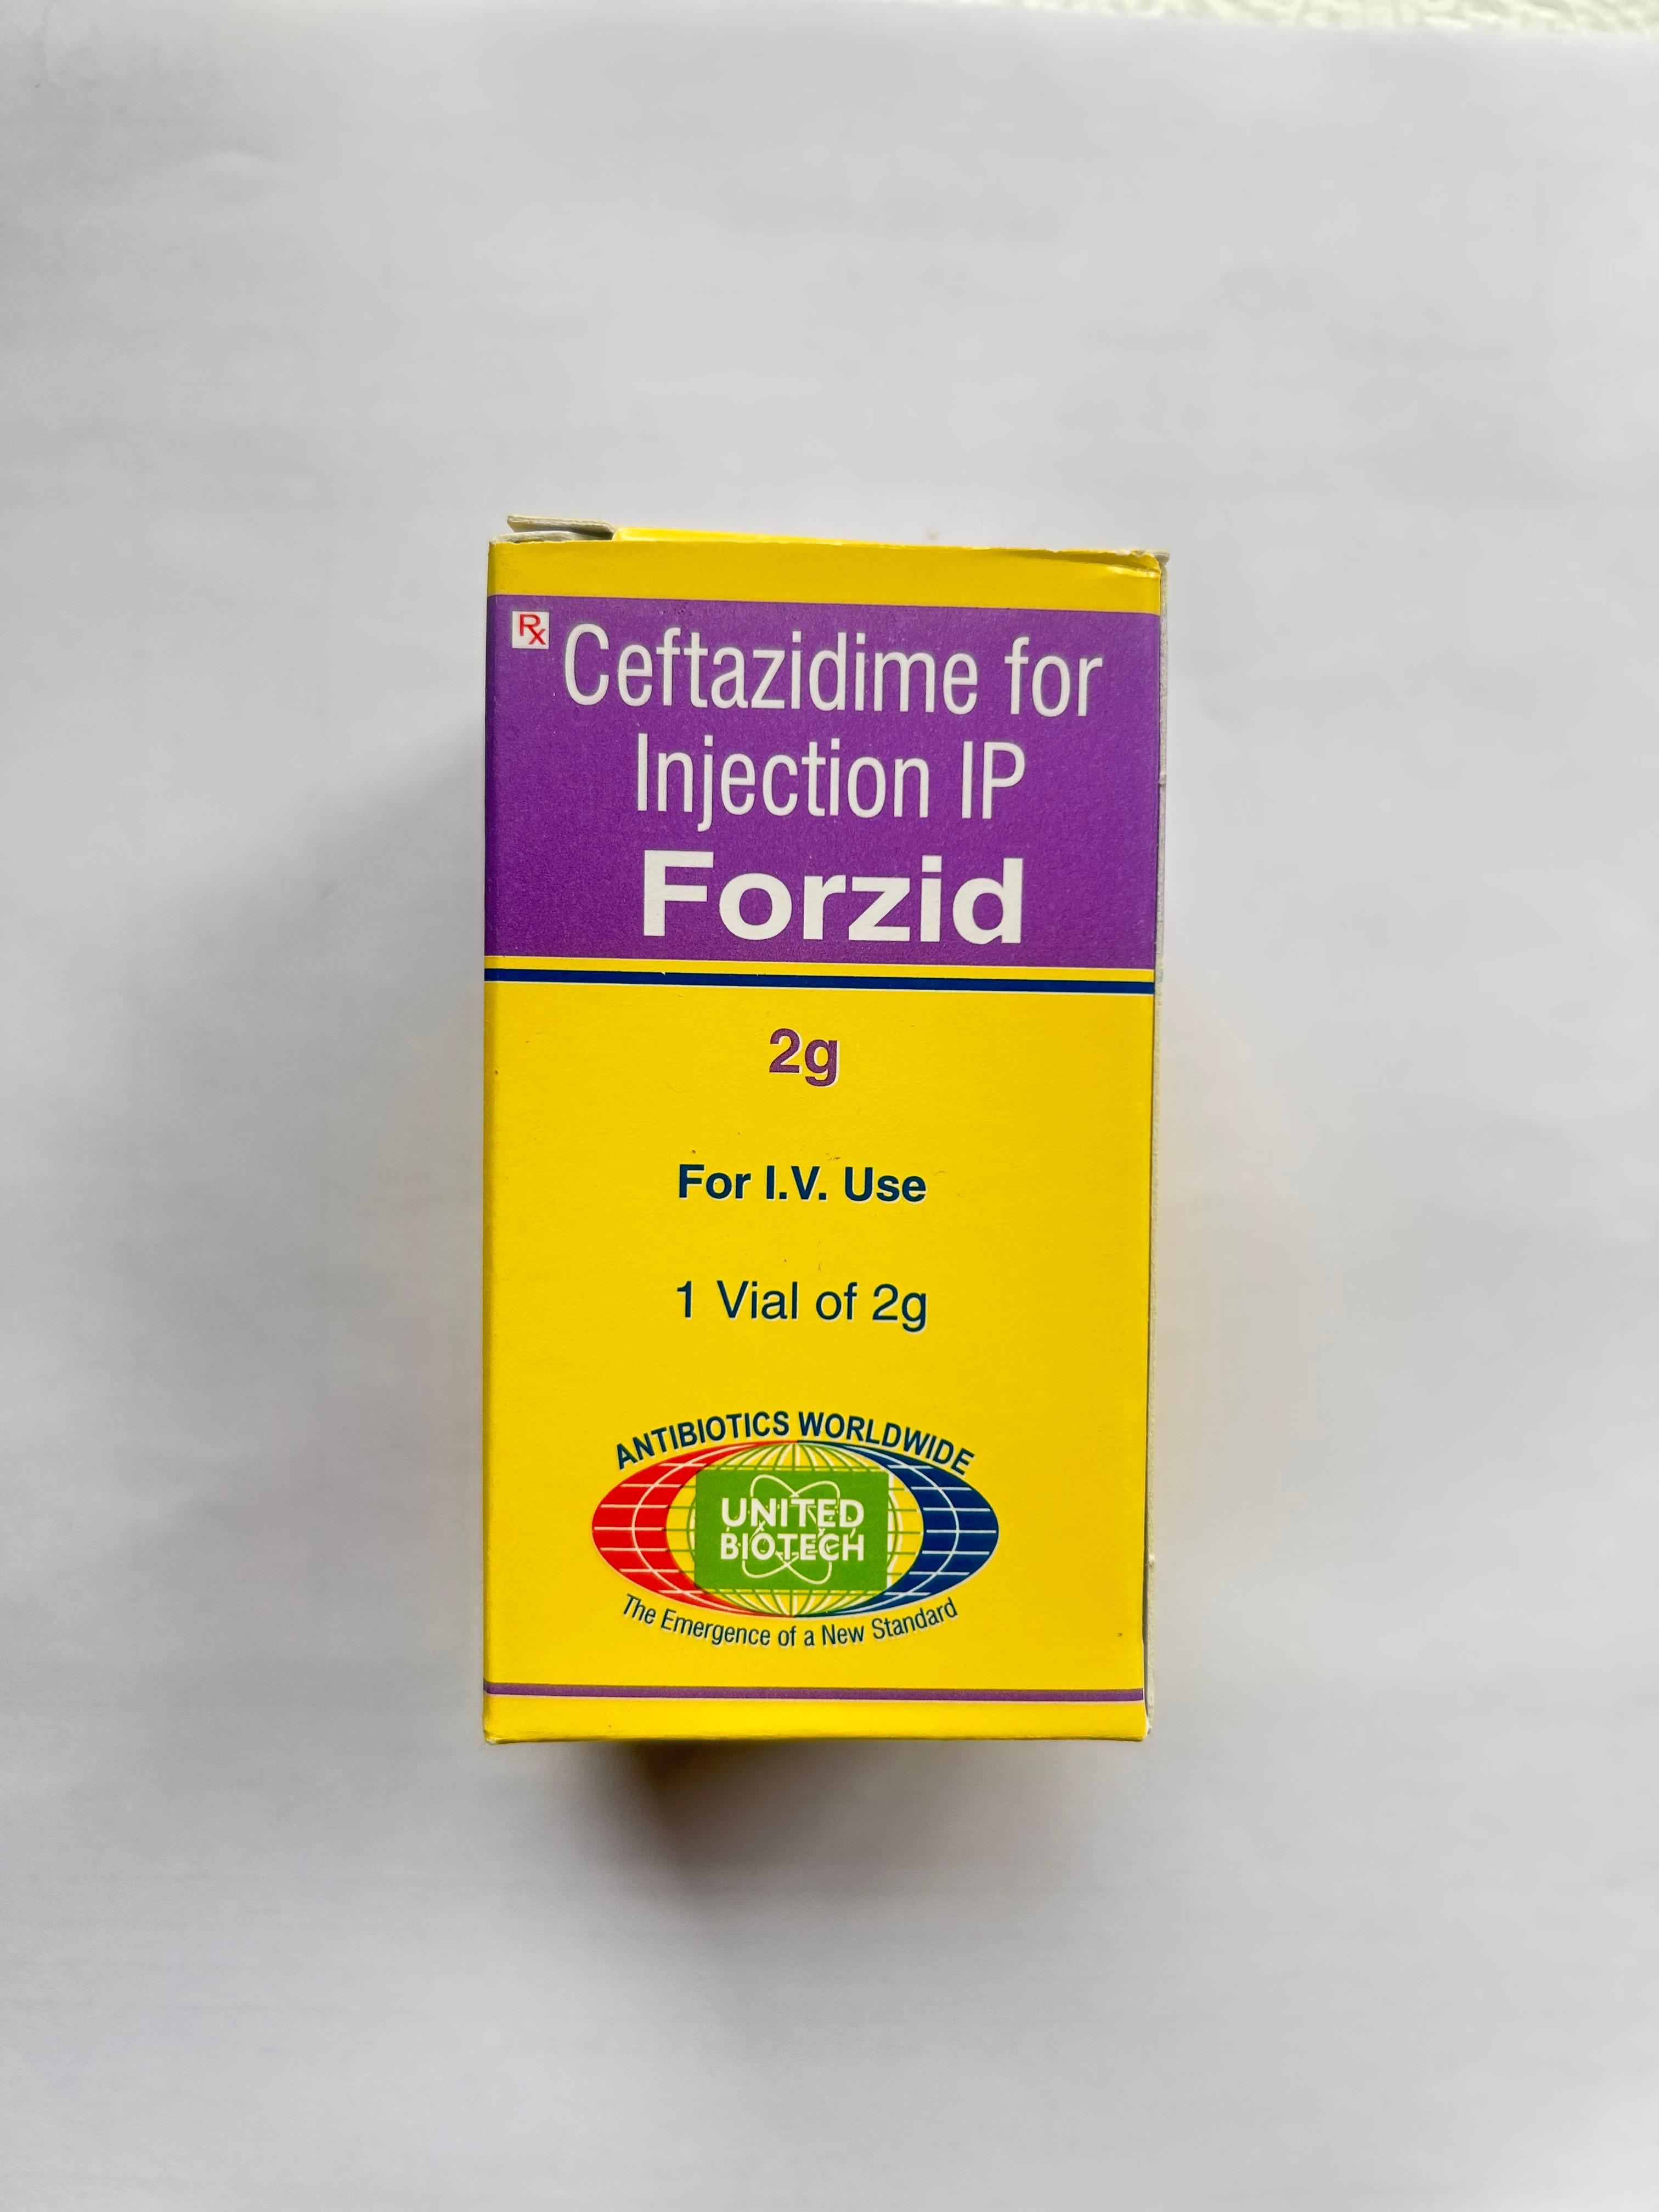 Rx Ceftazidime for
Injection IP
Forzid
2g
For I.V. Use
1 Vial of 2g
ANTIBIOTICS WORLDWIDE
UNITED
BIOTECH
The Emergence of a New Standard